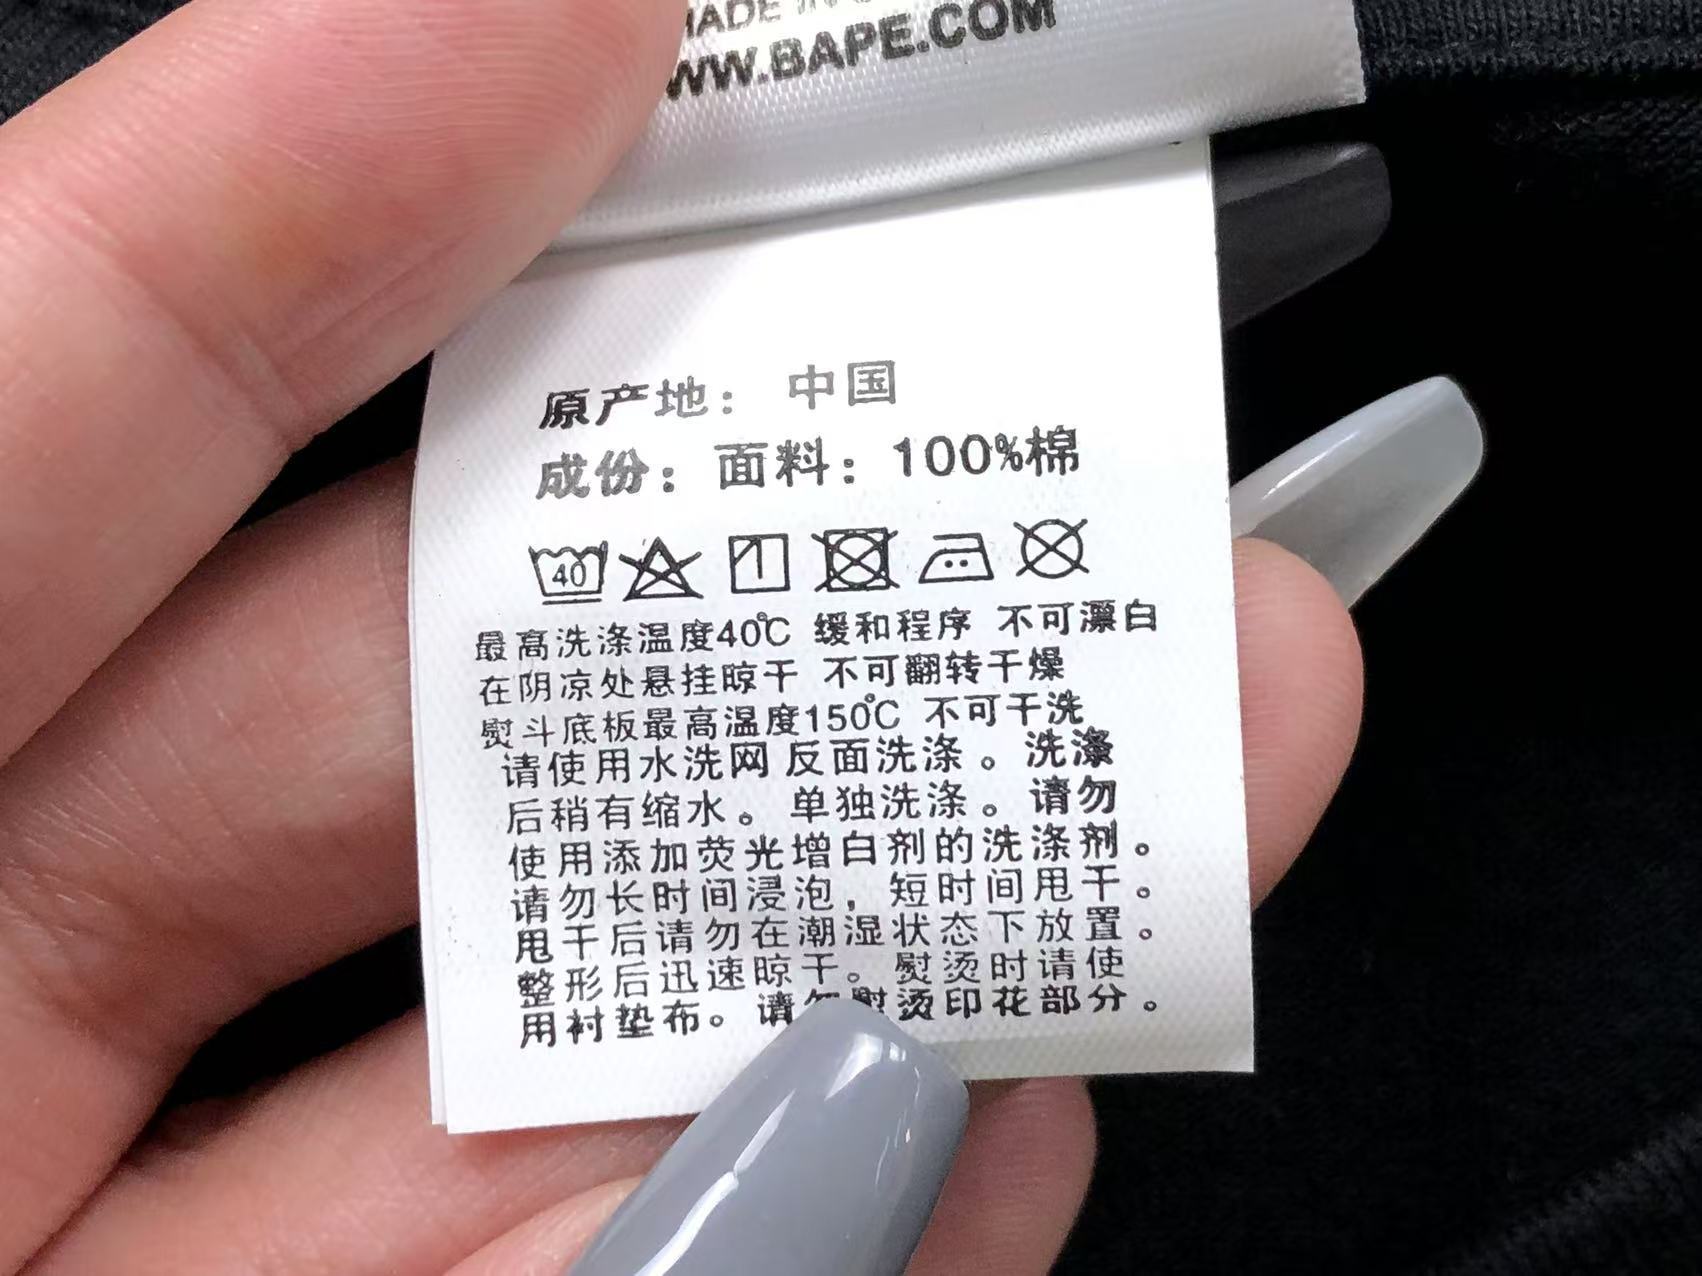 MADE IN
WWW.BAPE.COM
原产地： 中国
成份：面料：100%棉
40
最高洗涤温度40℃ 缓和程序 不可漂白
在阴凉处悬挂晾干 不可翻转干燥
熨斗底板最高温度150℃ 不可干洗
请使用水洗网反面洗涤。洗涤
后稍有缩水。单独洗涤。请勿
使用添加荧光增白剂的洗涤剂。
请勿长时间浸泡，短时间甩干。
甩干后请勿在潮湿状态下放置。
整形后迅速晾干。熨烫时请使
用衬垫布。请勿熨烫印花部分。